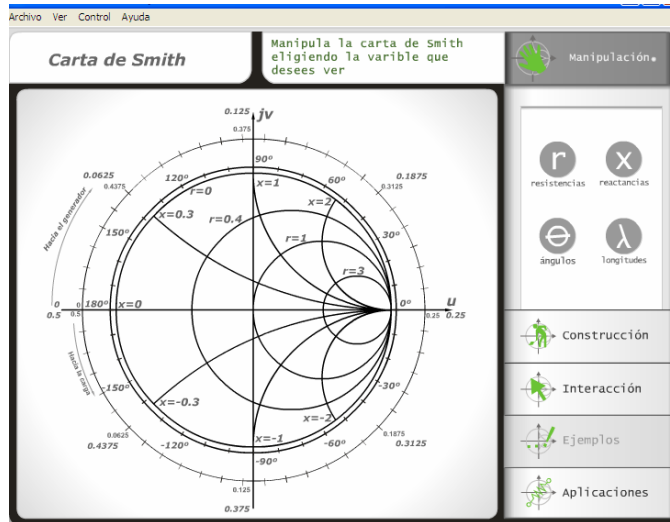 Archivo Ver Control Ayuda
Carta de Smith
Manipula la carta de Smith
eligiendo la varible que
desees ver
Manipulación
r
resistencias
x
reactancias
θ
ángulos
λ
longitudes
Construcción
Interacción
Ejemplos
Aplicaciones
0.125
jv
0.375
90º
0.0625
0.4375
120º
r=0
x=1
60º
0.1875
0.3125
x=2
x=0.3
r=0.4
Hacia el generador
150º
r=1
30º
r=3
0
0.5
0
0.5
180º
x=0
0º
u
0.25
0.25
Hacia la carga
-150º
-30º
x=-0.3
x=-2
0.0625
0.4375
-120º
x=-1
-60º
0.1875
0.3125
-90º
0.125
0.375